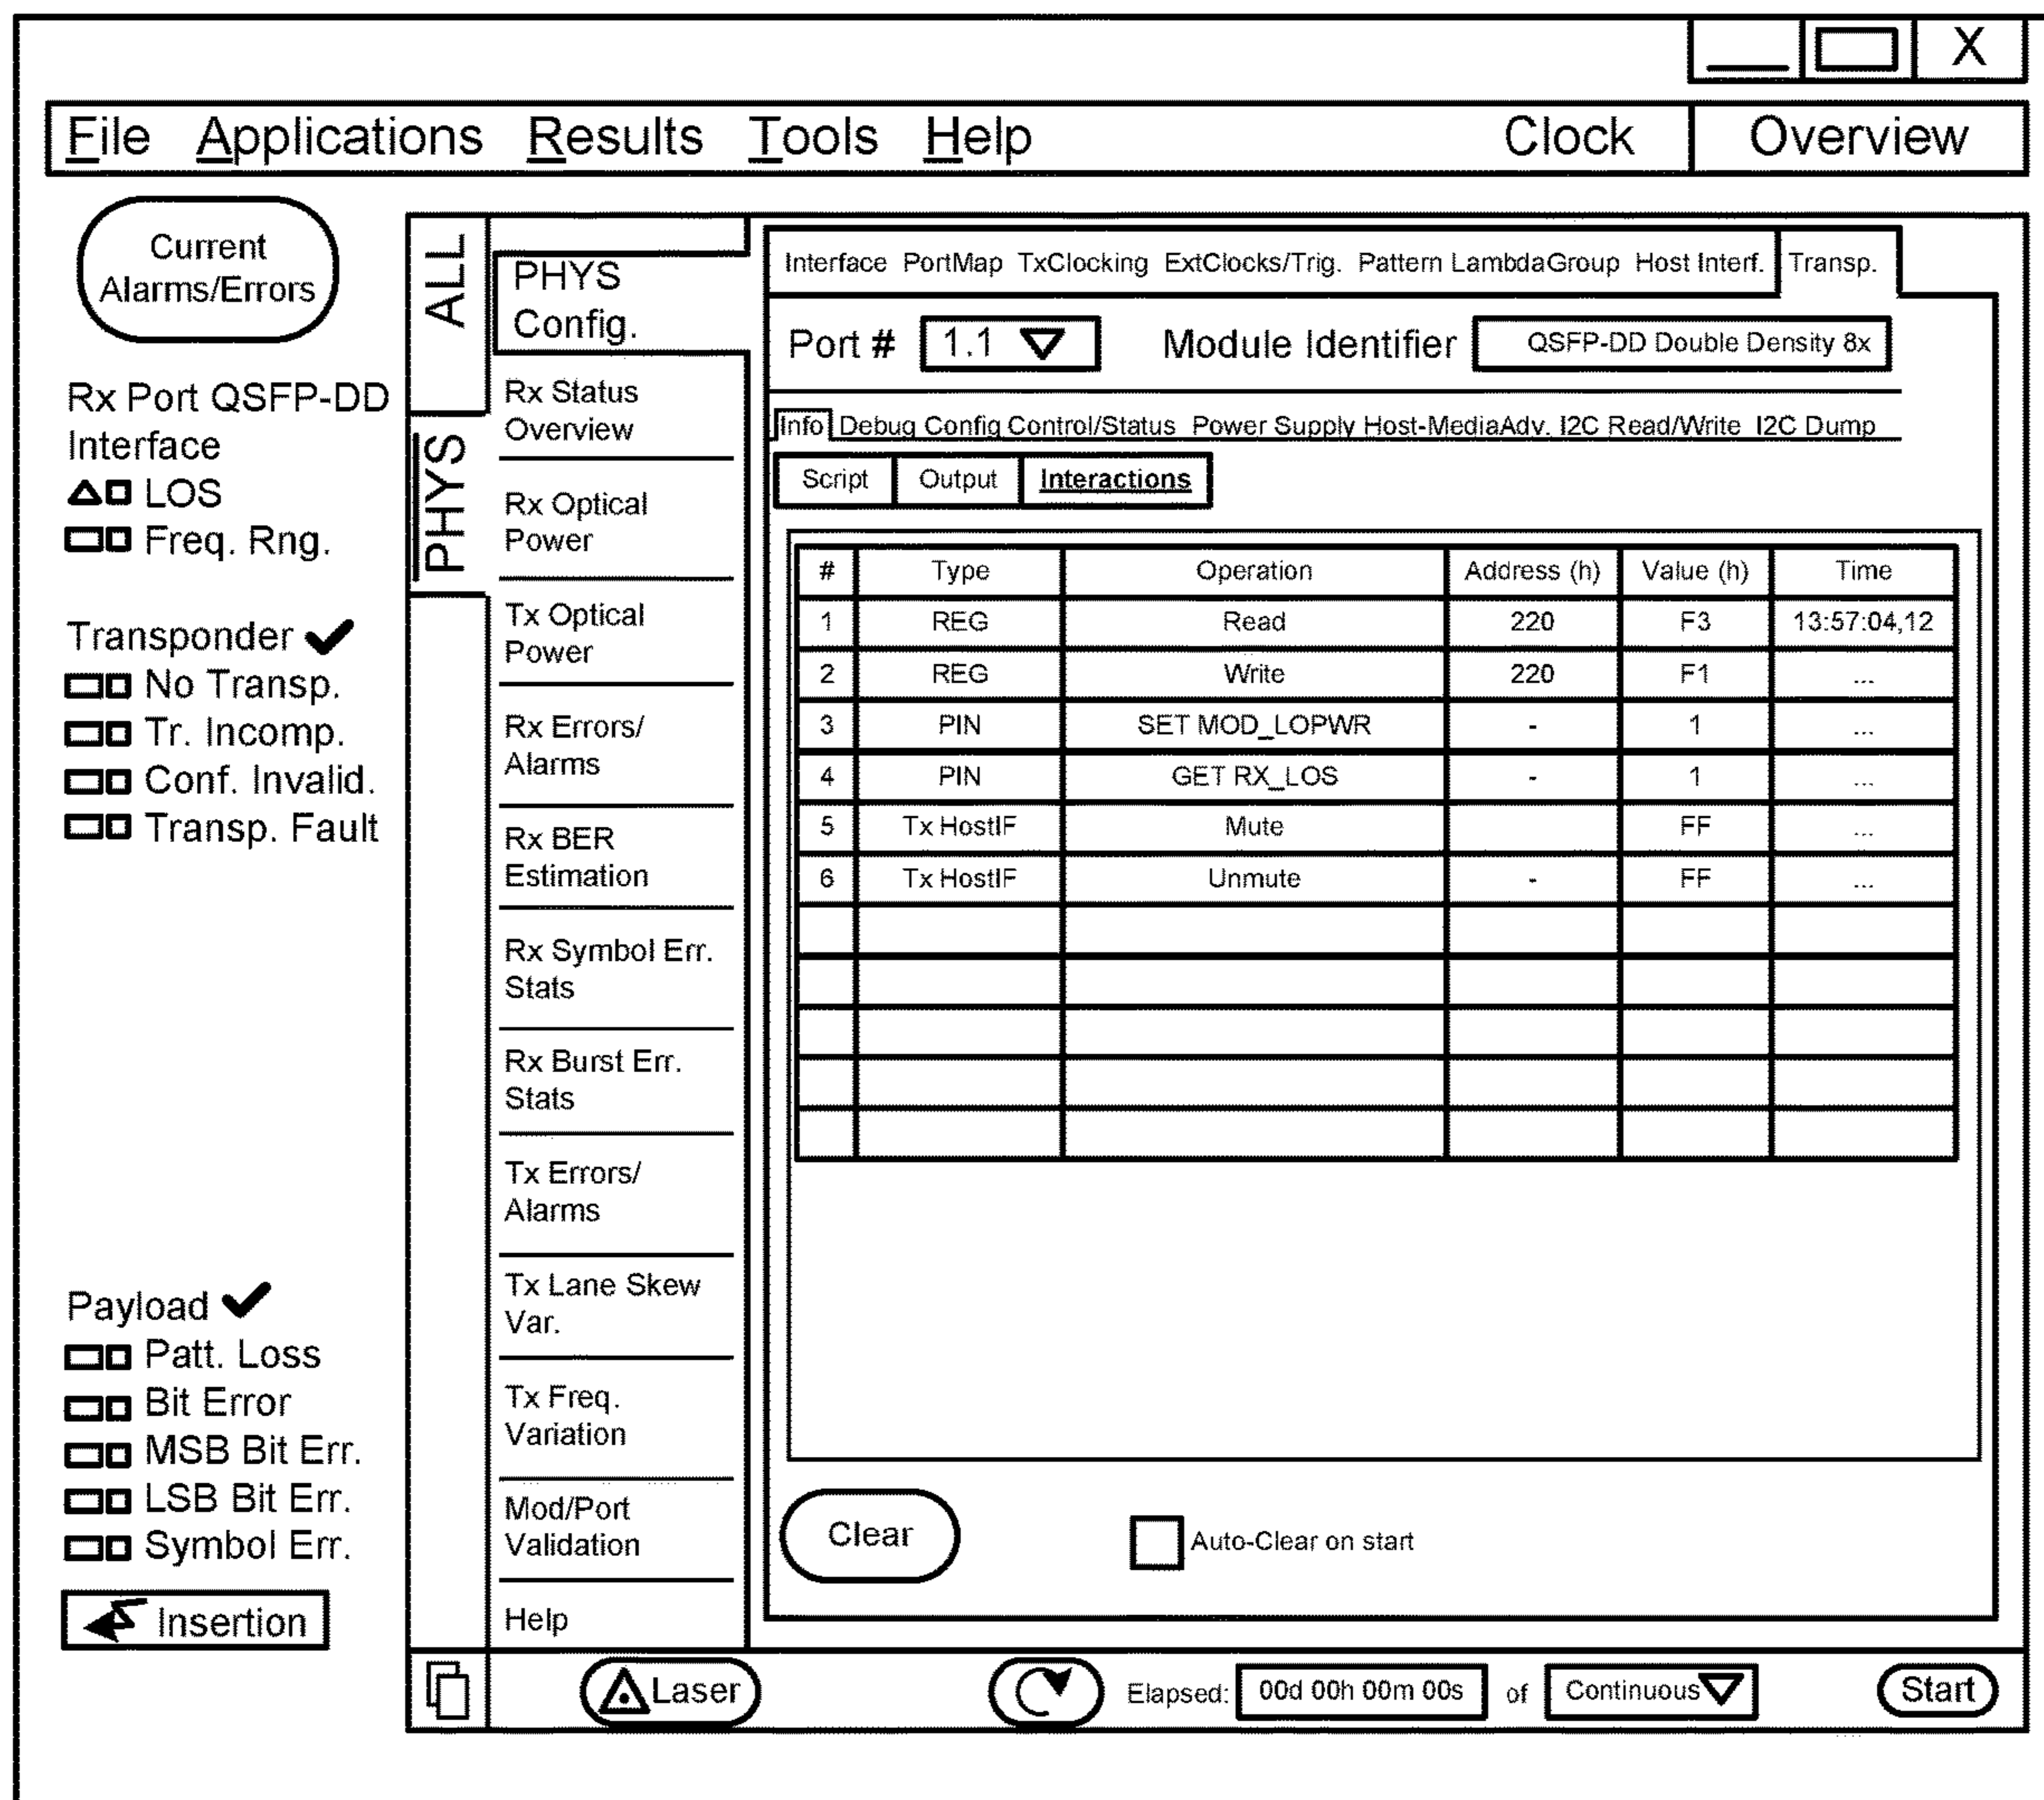 X
File Applications Results Tools Help Clock Overview
Current
Alarms/Errors
Rx Port QSFP-DD
Interface
LOS
Freq. Rng.
Transponder
No Transp.
Tr. Incomp.
Conf. Invalid.
Transp. Fault
Payload
Patt. Loss
Bit Error
MSB Bit Err.
LSB Bit Err.
Symbol Err.
Insertion
ALL
PHYS
PHYS
Config.
Rx Status
Overview
Rx Optical
Power
Tx Optical
Power
Rx Errors/
Alarms
Rx BER
Estimation
Rx Symbol Err.
Stats
Rx Burst Err.
Stats
Tx Errors/
Alarms
Tx Lane Skew
Var.
Tx Freq.
Variation
Mod/Port
Validation
Help
Interface PortMap TxClocking ExtClocks/Trig. Pattern LambdaGroup Host Interf. Transp.
Port # 1.1 Module Identifier QSFP-DD Double Density 8x
Info Debug Config Control/Status Power Supply Host-MediaAdv. I2C Read/Write I2C Dump
Script Output Interactions
# Type Operation Address (h) Value (h) Time
1 REG Read 220 F3 13:57:04,12
2 REG Write 220 F1 ...
3 PIN SET MOD_LOPWR - 1 ...
4 PIN GET RX_LOS - 1 ...
5 Tx HostIF Mute FF ...
6 Tx HostIF Unmute - FF ...
Clear Auto-Clear on start
Laser Elapsed: 00d 00h 00m 00s of Continuous Start